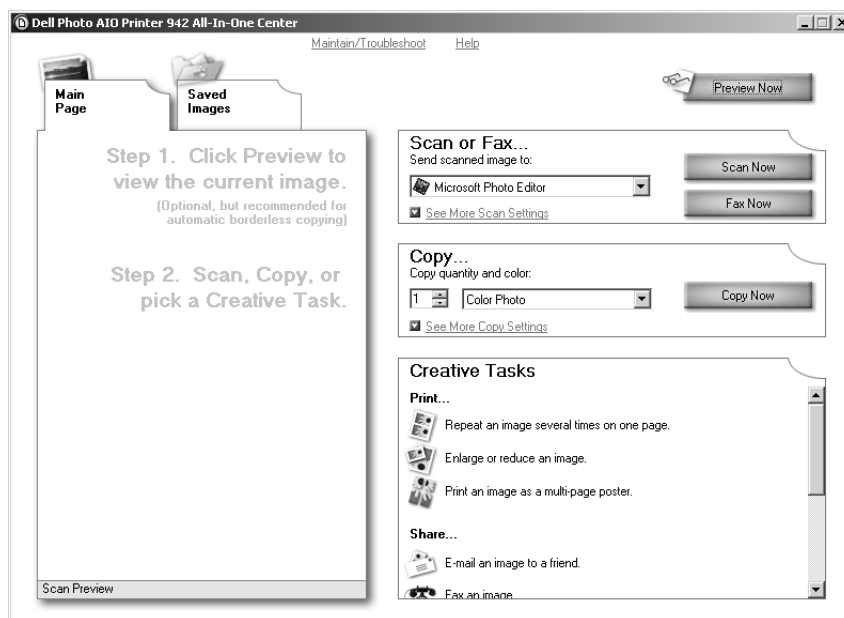 Dell Photo AIO Printer 942 All-In-One Center
Maintain/Troubleshoot Help
Main
Page
Saved
Images
Preview Now
Step 1. Click Preview to
view the current image.
(Optional, but recommended for
automatic borderless copying)
Step 2. Scan, Copy, or
pick a Creative Task.
Scan Preview
Scan or Fax...
Send scanned image to:
Microsoft Photo Editor
See More Scan Settings
Scan Now
Fax Now
Copy...
Copy quantity and color:
1 Color Photo
See More Copy Settings
Copy Now
Creative Tasks
Print...
Repeat an image several times on one page.
Enlarge or reduce an image.
Print an image as a multi-page poster.
Share...
E-mail an image to a friend.
Fax an image